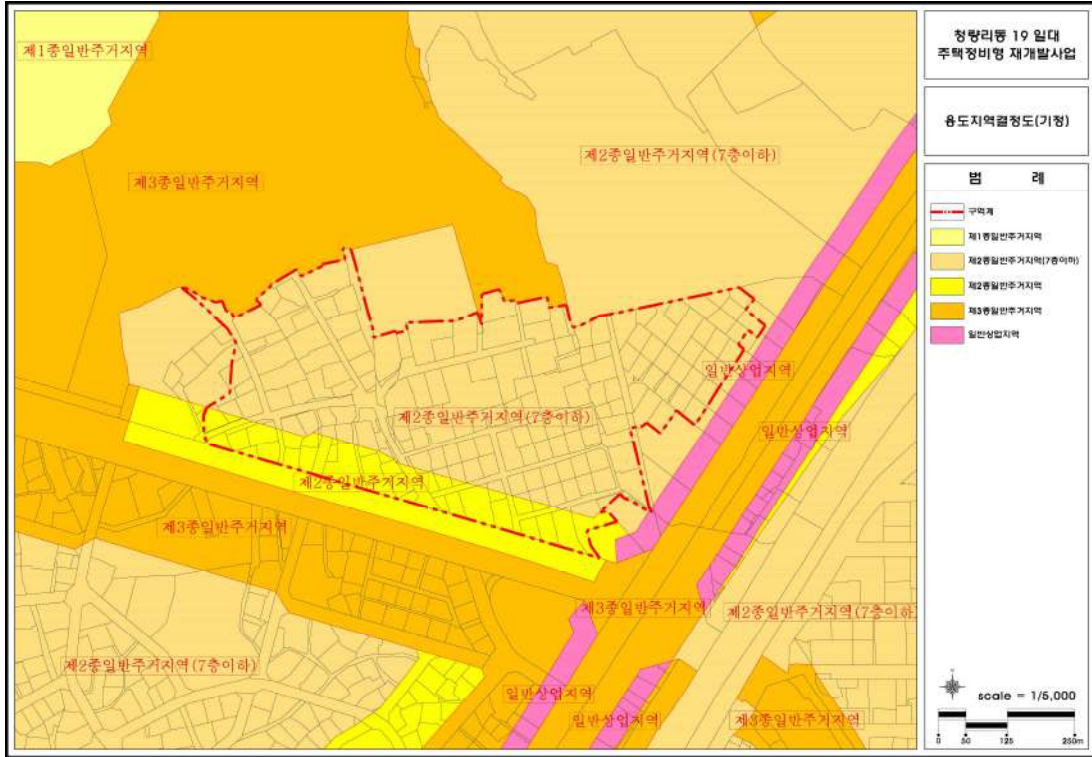 제1종일반주거지역
제3종일반주거지역
제2종일반주거지역(7층이하)
일반상업지역
제2종일반주거지역(7층이하)
일반상업지역
제2종일반주거지역
제3종일반주거지역
제3종일반주거지역
제2종일반주거지역(7층이하)
제2종일반주거지역(7층이하)
일반상업지역
일반상업지역
제3종일반주거지역
청량리동 19 일대
주택정비형 재개발사업
용도지역결정도(기정)
범 례
구역계
제1종일반주거지역
제2종일반주거지역(7층이하)
제2종일반주거지역
제3종일반주거지역
일반상업지역
scale = 1/5,000
0 50 125 250m